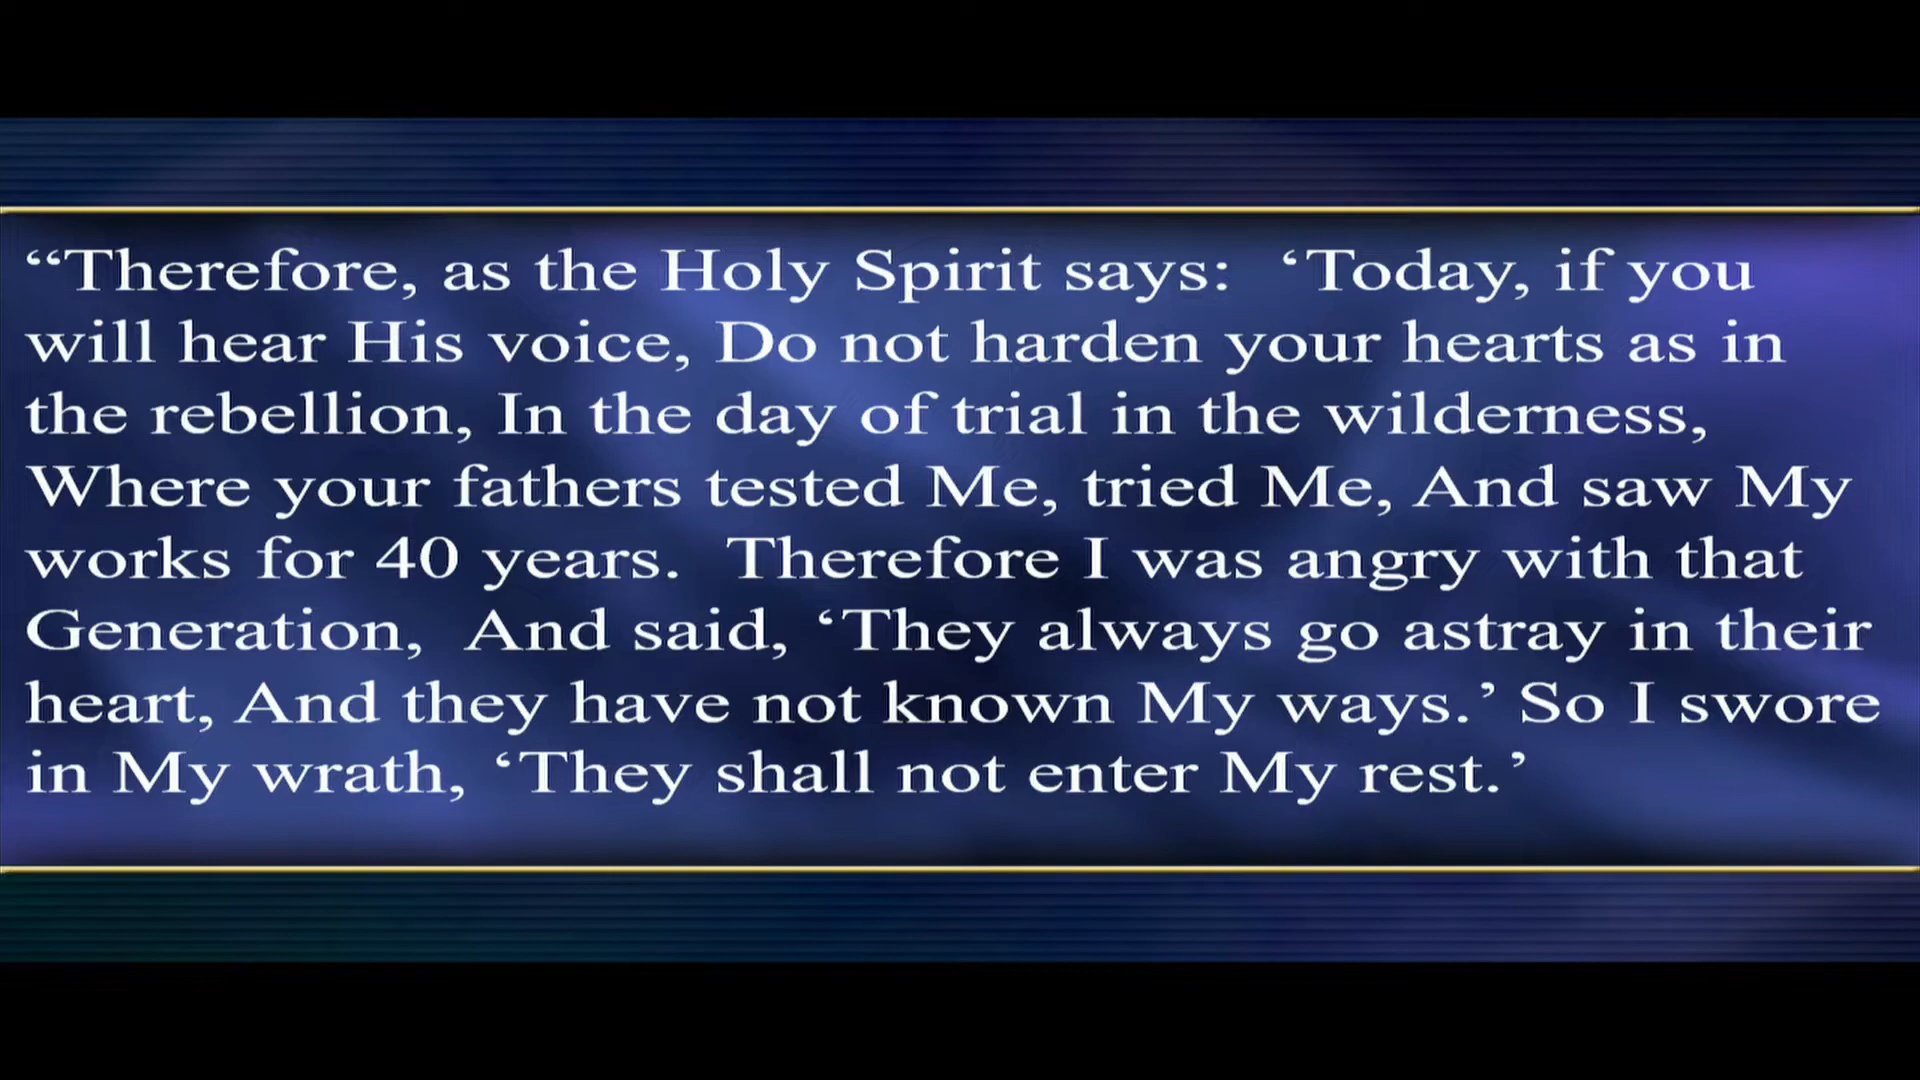 “Therefore, as the Holy Spirit says:  ‘Today, if you
will hear His voice, Do not harden your hearts as in
the rebellion, In the day of trial in the wilderness,
Where your fathers tested Me, tried Me, And saw My
works for 40 years.  Therefore I was angry with that
Generation,  And said, ‘They always go astray in their
heart, And they have not known My ways.’ So I swore
in My wrath, ‘They shall not enter My rest.’